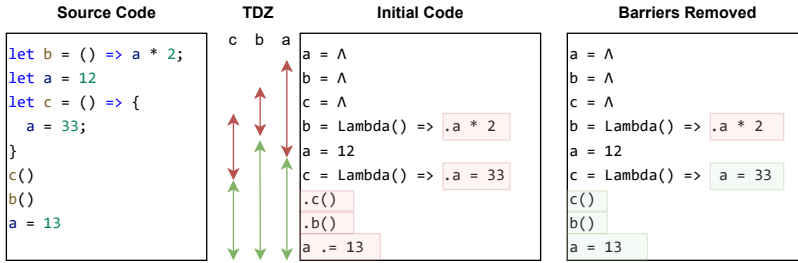 Source Code
let b = () => a * 2;
let a = 12
let c = () => {
  a = 33;
}
c()
b()
a = 13
TDZ
c b a
Initial Code
a = Λ
b = Λ
c = Λ
b = Lambda() => .a * 2
a = 12
c = Lambda() => .a = 33
.c()
.b()
a .= 13
Barriers Removed
a = Λ
b = Λ
c = Λ
b = Lambda() => .a * 2
a = 12
c = Lambda() => a = 33
c()
b()
a = 13